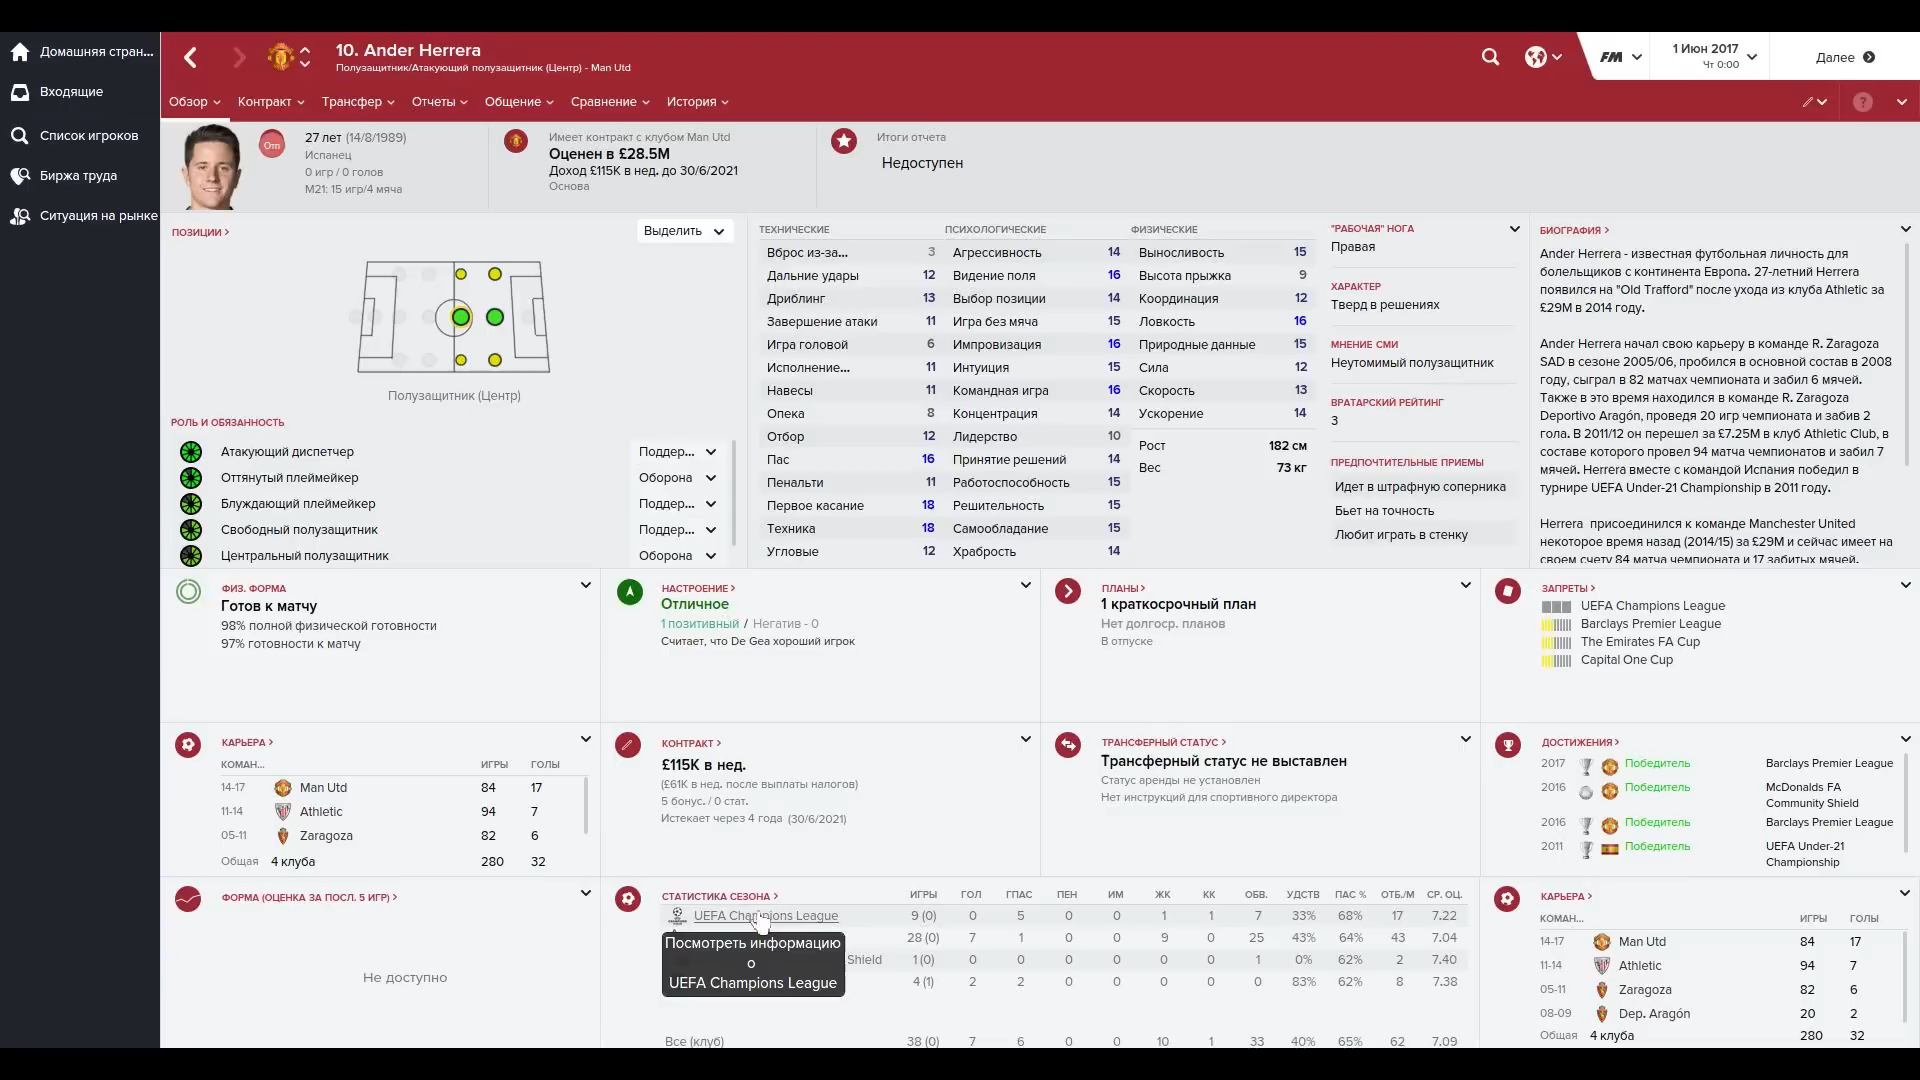 Домашняя стран...
Входящие
Список игроков
Биржа труда
Ситуация на рынке
10. Ander Herrera
Полузащитник/Атакующий полузащитник (Центр) - Man Utd
FM
1 Июн 2017
Чт 0:00
Далее
Обзор
Контракт
Трансфер
Отчеты
Общение
Сравнение
История
?
Отп
27 лет (14/8/1989)
Испанец
0 игр / 0 голов
М21: 15 игр/4 мяча
Имеет контракт с клубом Man Utd
Оценен в £28.5M
Доход £115K в нед. до 30/6/2021
Основа
Итоги отчета
Недоступен
ПОЗИЦИИ >
Выделить
Полузащитник (Центр)
РОЛЬ И ОБЯЗАННОСТЬ
Атакующий диспетчер Поддер...
Оттянутый плеймейкер Оборона
Блуждающий плеймейкер Поддер...
Свободный полузащитник Поддер...
Центральный полузащитник Оборона
ТЕХНИЧЕСКИЕ
Вброс из-за... 3
Дальние удары 12
Дриблинг 13
Завершение атаки 11
Игра головой 6
Исполнение... 11
Навесы 11
Опека 8
Отбор 12
Пас 16
Пенальти 11
Первое касание 18
Техника 18
Угловые 12
ПСИХОЛОГИЧЕСКИЕ
Агрессивность 14
Видение поля 16
Выбор позиции 14
Игра без мяча 15
Импровизация 16
Интуиция 15
Командная игра 16
Концентрация 14
Лидерство 10
Принятие решений 14
Работоспособность 15
Решительность 15
Самообладание 15
Храбрость 14
ФИЗИЧЕСКИЕ
Выносливость 15
Высота прыжка 9
Координация 12
Ловкость 16
Природные данные 15
Сила 12
Скорость 13
Ускорение 14
Рост 182 см
Вес 73 кг
"РАБОЧАЯ" НОГА
Правая
ХАРАКТЕР
Тверд в решениях
МНЕНИЕ СМИ
Неутомимый полузащитник
ВРАТАРСКИЙ РЕЙТИНГ
3
ПРЕДПОЧТИТЕЛЬНЫЕ ПРИЕМЫ
Идет в штрафную соперника
Бьет на точность
Любит играть в стенку
БИОГРАФИЯ >
Ander Herrera - известная футбольная личность для
болельщиков с континента Европа. 27-летний Herrera
появился на "Old Trafford" после ухода из клуба Athletic за
£29M в 2014 году.
Ander Herrera начал свою карьеру в команде R. Zaragoza
SAD в сезоне 2005/06, пробился в основной состав в 2008
году, сыграл в 82 матчах чемпионата и забил 6 мячей.
Также в это время находился в команде R. Zaragoza
Deportivo Aragón, проведя 20 игр чемпионата и забив 2
гола. В 2011/12 он перешел за £7.25M в клуб Athletic Club, в
составе которого провел 94 матча чемпионатов и забил 7
мячей. Herrera вместе с командой Испания победил в
турнире UEFA Under-21 Championship в 2011 году.
Herrera присоединился к команде Manchester United
некоторое время назад (2014/15) за £29M и сейчас имеет на
своем счету 84 матча чемпионата и 17 забитых мячей.
ФИЗ. ФОРМА
Готов к матчу
98% полной физической готовности
97% готовности к матчу
НАСТРОЕНИЕ >
Отличное
1 позитивный / Негатив - 0
Считает, что De Gea хороший игрок
ПЛАНЫ >
1 краткосрочный план
Нет долгоср. планов
В отпуске
ЗАПРЕТЫ >
UEFA Champions League
Barclays Premier League
The Emirates FA Cup
Capital One Cup
КАРЬЕРА >
КОМАН... ИГРЫ ГОЛЫ
14-17 Man Utd 84 17
11-14 Athletic 94 7
05-11 Zaragoza 82 6
Общая 4 клуба 280 32
КОНТРАКТ >
£115K в нед.
(£61K в нед. после выплаты налогов)
5 бонус. / 0 стат.
Истекает через 4 года (30/6/2021)
ТРАНСФЕРНЫЙ СТАТУС >
Трансферный статус не выставлен
Статус аренды не установлен
Нет инструкций для спортивного директора
ДОСТИЖЕНИЯ >
2017 Победитель Barclays Premier League
2016 Победитель McDonalds FA
Community Shield
2016 Победитель Barclays Premier League
2011 Победитель UEFA Under-21
Championship
ФОРМА (ОЦЕНКА ЗА ПОСЛ. 5 ИГР) >
Не доступно
СТАТИСТИКА СЕЗОНА > ИГРЫ ГОЛ ГПАС ПЕН ИМ ЖК КК ОБВ. УДСТВ ПАС % ОТБ./М СР. ОЦ.
UEFA Champions League 9 (0) 0 5 0 0 1 1 7 33% 68% 17 7.22
28 (0) 7 1 0 0 9 0 25 43% 64% 43 7.04
Shield 1 (0) 0 0 0 0 0 0 1 0% 62% 2 7.40
4 (1) 2 2 0 0 0 0 0 83% 62% 8 7.38
Посмотреть информацию
о
UEFA Champions League
Все (клуб) 38 (0) 7 6 0 0 10 1 33 40% 65% 62 7.09
КАРЬЕРА >
КОМАН... ИГРЫ ГОЛЫ
14-17 Man Utd 84 17
11-14 Athletic 94 7
05-11 Zaragoza 82 6
08-09 Dep. Aragón 20 2
Общая 4 клуба 280 32